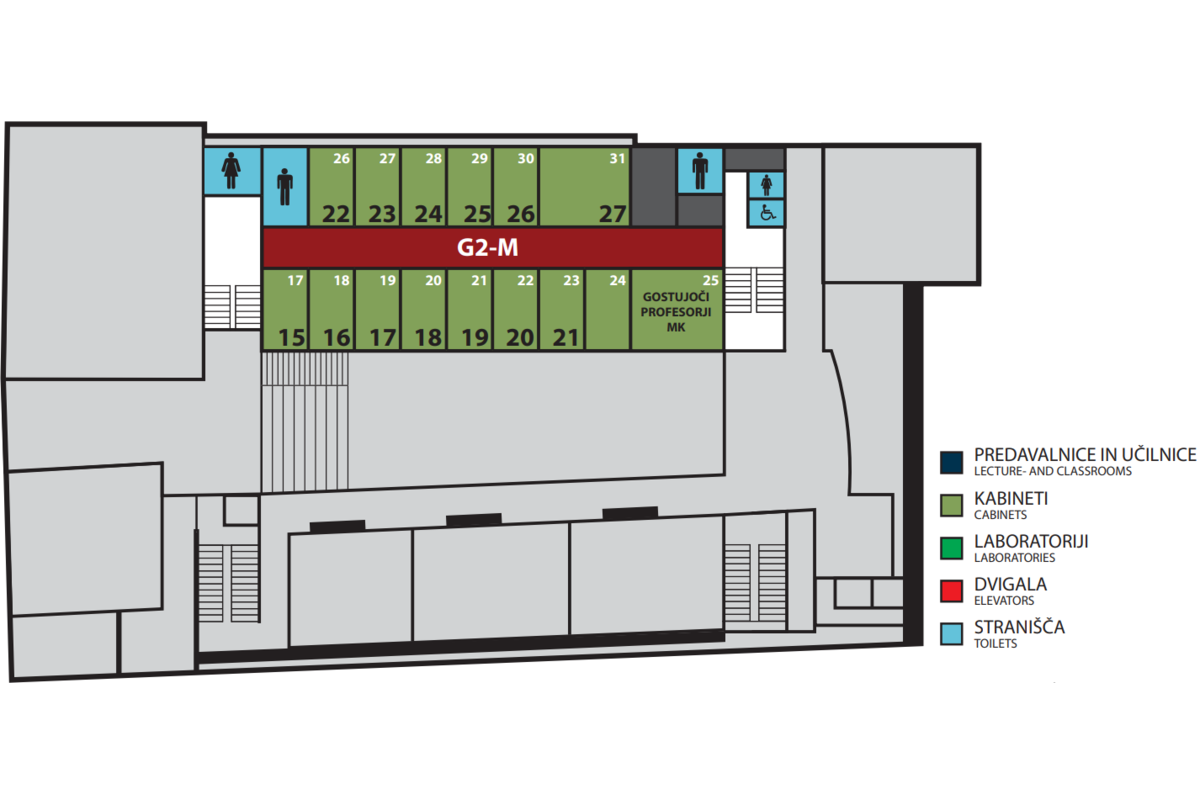 26 27 28 29 30 31
22 23 24 25 26 27
G2-M
17 18 19 20 21 22 23 24 25
GOSTUJOČI
PROFESORJI
MK
15 16 17 18 19 20 21
PREDAVALNICE IN UČILNICE
LECTURE- AND CLASSROOMS
KABINETI
CABINETS
LABORATORIJI
LABORATORIES
DVIGALA
ELEVATORS
STRANIŠČA
TOILETS